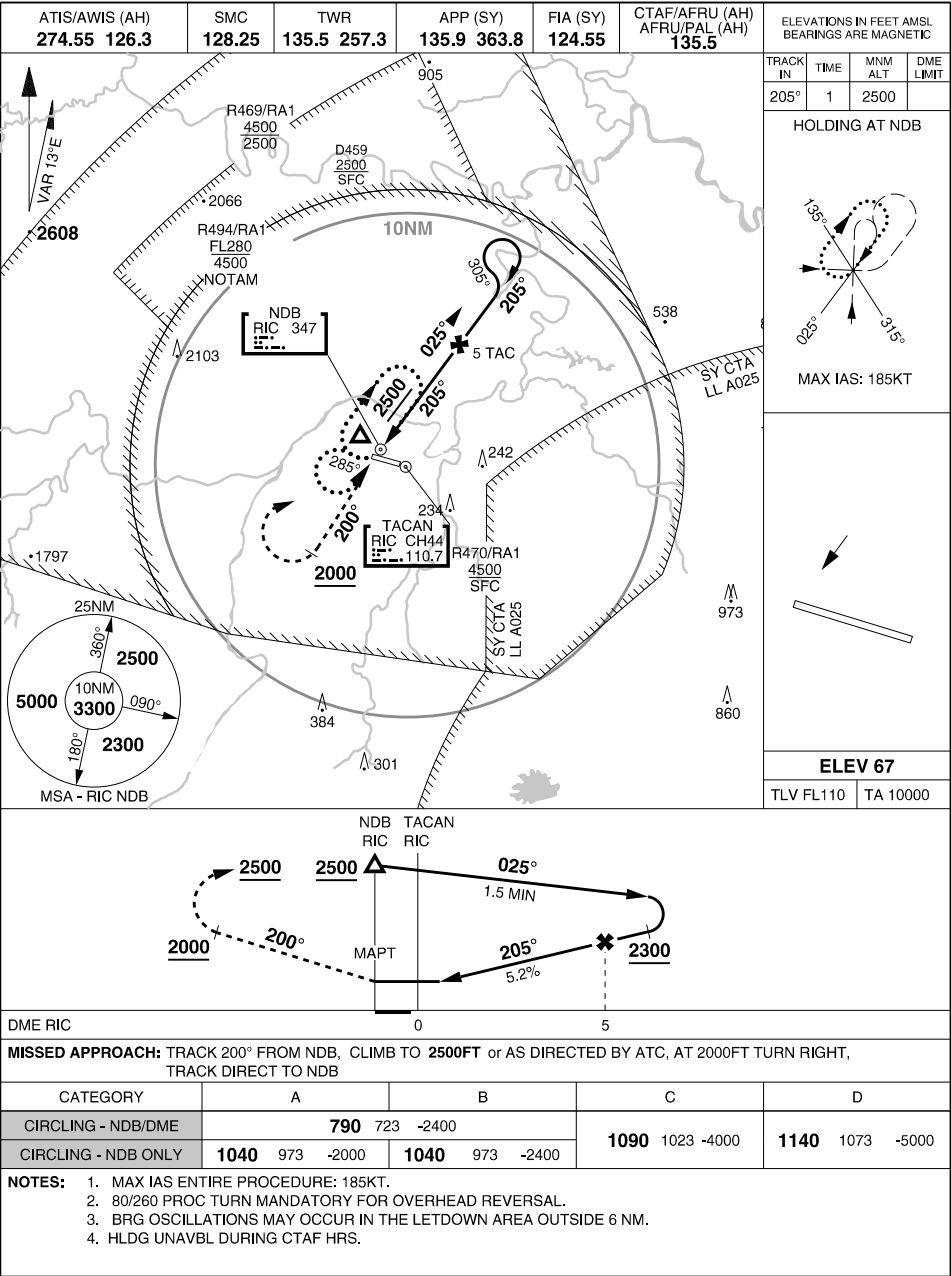 ATIS/AWIS (AH)
274.55 126.3
SMC
128.25
TWR
135.5 257.3
APP (SY)
135.9 363.8
FIA (SY)
124.55
CTAF/AFRU (AH)
AFRU/PAL (AH)
135.5
ELEVATIONS IN FEET AMSL
BEARINGS ARE MAGNETIC
TRACK IN TIME MNM ALT DME LIMIT
205° 1 2500
HOLDING AT NDB
135°
025°
315°
MAX IAS: 185KT
VAR 13°E
905
R469/RA1
4500
2500
D459
2500
SFC
2066
2608
R494/RA1
FL280
4500
NOTAM
10NM
305°
205°
NDB
RIC 347
025°
5 TAC
538
2103
SY CTA
LL A025
2500
205°
285°
242
200°
234
TACAN
RIC CH44
110.7
R470/RA1
4500
SFC
2000
1797
SY CTA
LL A025
973
25NM
360°
2500
5000
10NM
3300
090°
180°
2300
MSA - RIC NDB
384
301
860
ELEV 67
TLV FL110 TA 10000
NDB TACAN
RIC RIC
2500 2500 025°
1.5 MIN
2000 200° MAPT 205°
5.2%
2300
DME RIC 0 5
MISSED APPROACH: TRACK 200° FROM NDB, CLIMB TO 2500FT or AS DIRECTED BY ATC, AT 2000FT TURN RIGHT,
TRACK DIRECT TO NDB
CATEGORY A B C D
CIRCLING - NDB/DME 790 723 -2400
1090 1023 -4000 1140 1073 -5000
CIRCLING - NDB ONLY 1040 973 -2000 1040 973 -2400
NOTES: 1. MAX IAS ENTIRE PROCEDURE: 185KT.
2. 80/260 PROC TURN MANDATORY FOR OVERHEAD REVERSAL.
3. BRG OSCILLATIONS MAY OCCUR IN THE LETDOWN AREA OUTSIDE 6 NM.
4. HLDG UNAVBL DURING CTAF HRS.